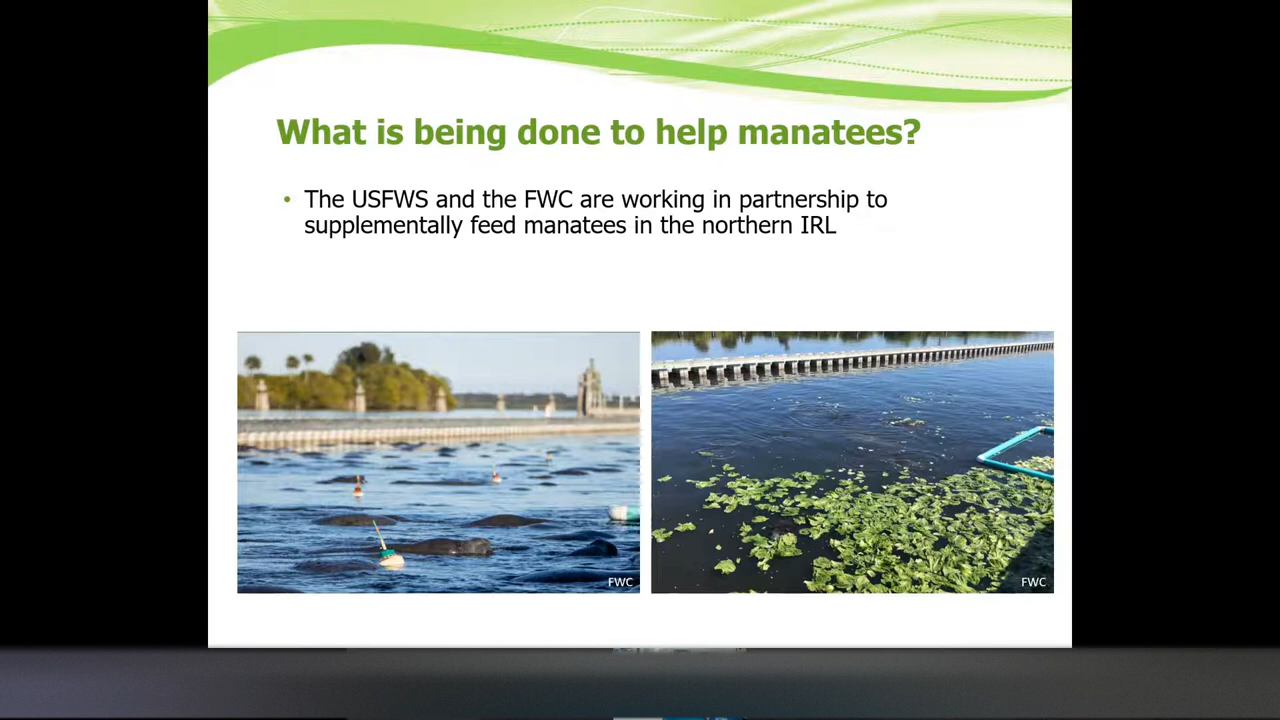 What is being done to help manatees?
• The USFWS and the FWC are working in partnership to
supplementally feed manatees in the northern IRL
FWC
FWC